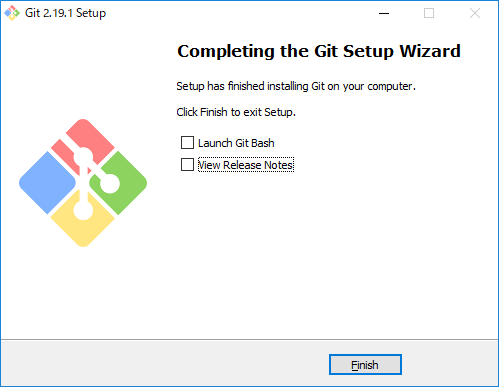 Git 2.19.1 Setup
Completing the Git Setup Wizard
Setup has finished installing Git on your computer.
Click Finish to exit Setup.
Launch Git Bash
View Release Notes
Finish